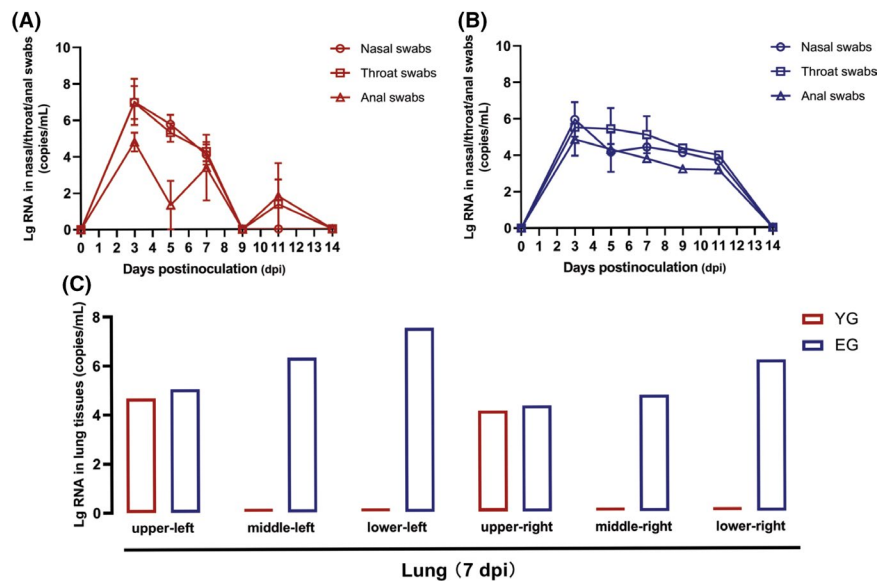 (A)
Lg RNA in nasal/throat/anal swabs
(copies/mL)
10
8
6
4
2
0
0 1 2 3 4 5 6 7 8 9 10 11 12 13 14
Days postinoculation (dpi)
Nasal swabs
Throat swabs
Anal swabs
(B)
Lg RNA in nasal/throat/anal swabs
(copies/mL)
10
8
6
4
2
0
0 1 2 3 4 5 6 7 8 9 10 11 12 13 14
Days postinoculation (dpi)
Nasal swabs
Throat swabs
Anal swabs
(C)
Lg RNA in lung tissues (copies/mL)
8
6
4
2
0
upper-left middle-left lower-left upper-right middle-right lower-right
Lung (7 dpi)
YG
EG